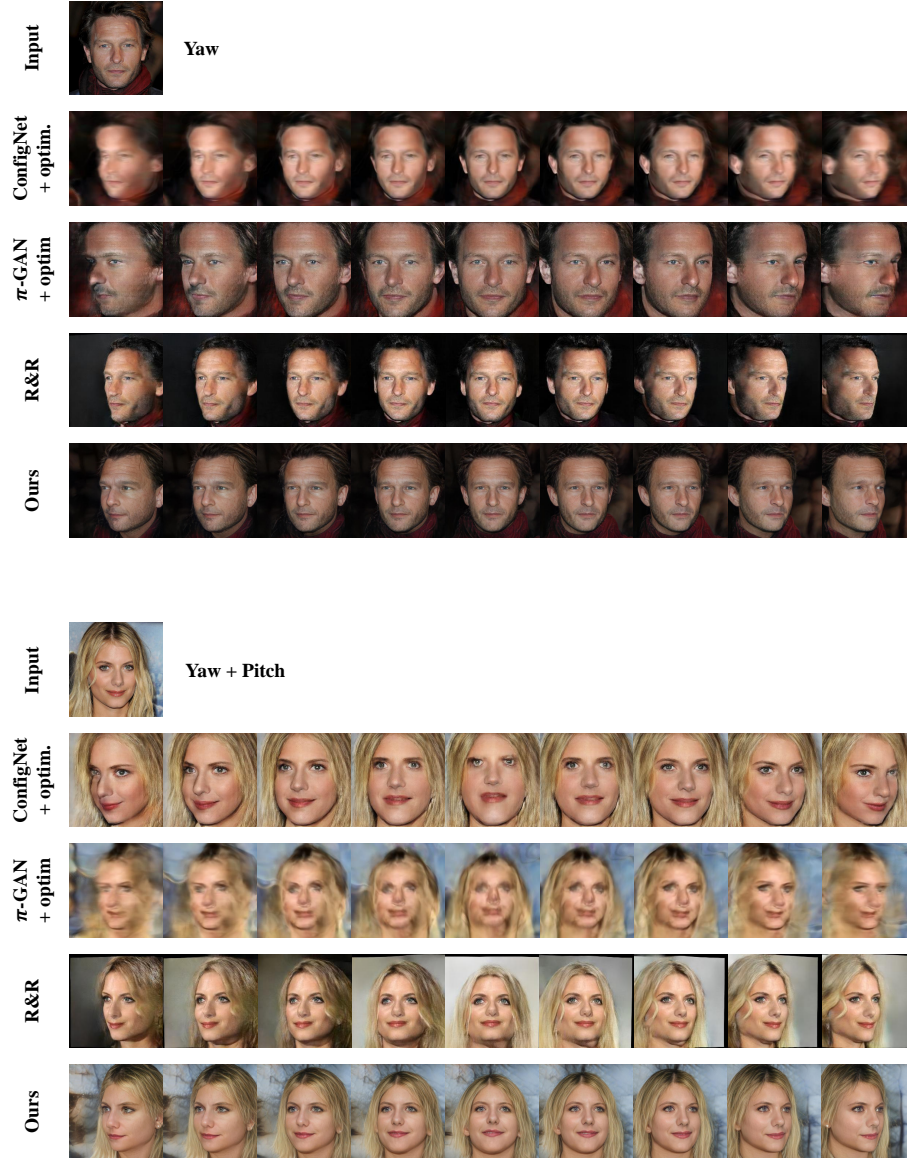 Input
Yaw
ConfigNet
+ optim.
π-GAN
+ optim
R&R
Ours
Input
Yaw + Pitch
ConfigNet
+ optim.
π-GAN
+ optim
R&R
Ours